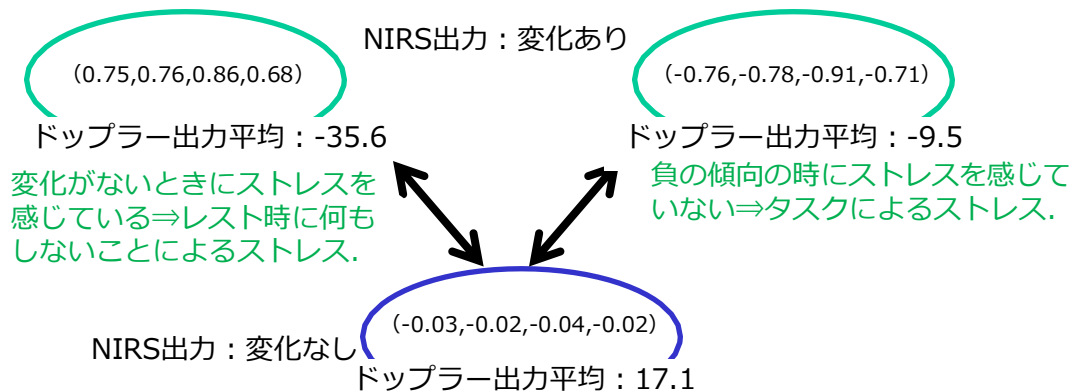 NIRS出力：変化あり
（0.75,0.76,0.86,0.68）
（-0.76,-0.78,-0.91,-0.71）
ドップラー出力平均：-35.6
ドップラー出力平均：-9.5
変化がないときにストレスを
感じている⇒レスト時に何も
しないことによるストレス.
負の傾向の時にストレスを感じて
いない⇒タスクによるストレス.
（-0.03,-0.02,-0.04,-0.02）
NIRS出力：変化なし
ドップラー出力平均：17.1